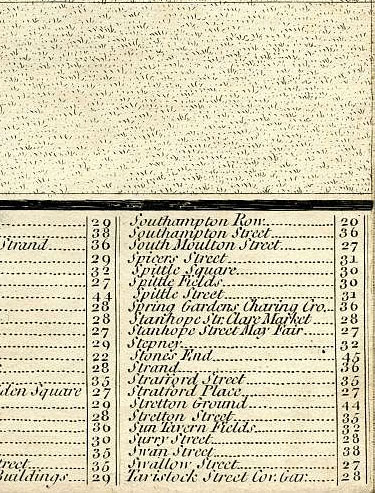 29 Southampton Row 20
38 Southampton Street 36
Strand 36 South Moulton Street 27
29 Spicers Street 31
32 Spittle Square 30
27 Spittle Fields 30
44 Spittle Street 31
28 Spring Gardens Charing Cro. 36
28 Stanhope Str. Clare Market 28
27 Stanhope Street May Fair 27
29 Stepney 32
22 Stones End 45
28 Strand 36
35 Stratford Street 35
den Square 27 Stratford Place 27
29 Stretton Ground 44
28 Stretton Street 35
36 Sun Tavern Fields 32
30 Surry Street 28
35 Swan Street 38
treet 35 Swallow Street 27
Buildings 29 Tavistock Street Cov. Gar. 28